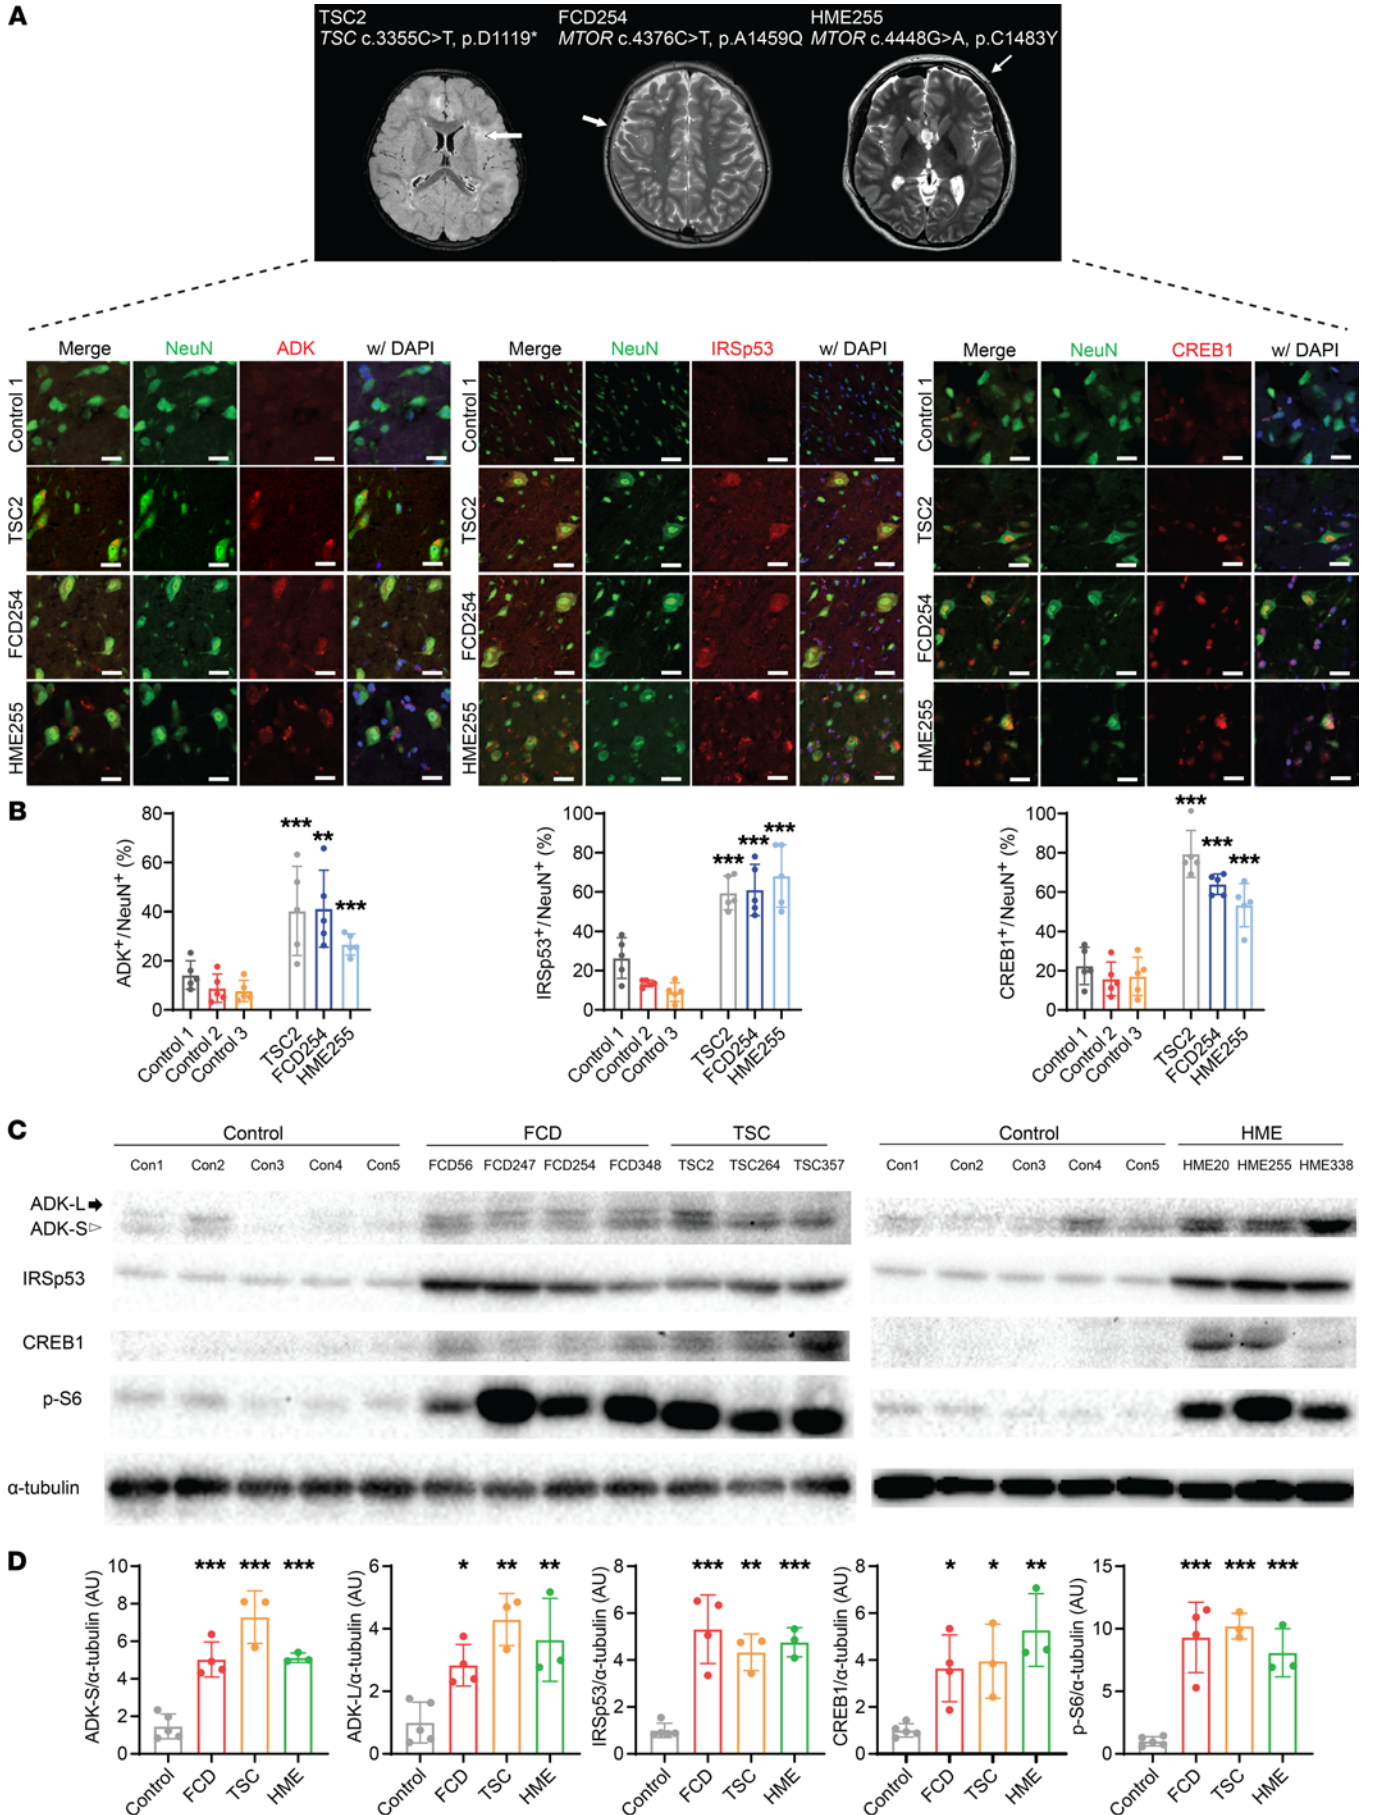 A
TSC2
TSC c.3355C>T, p.D1119*
FCD254
MTOR c.4376C>T, p.A1459Q
HME255
MTOR c.4448G>A, p.C1483Y
Merge NeuN ADK w/ DAPI
Control 1
TSC2
FCD254
HME255
Merge NeuN IRSp53 w/ DAPI
Control 1
TSC2
FCD254
HME255
Merge NeuN CREB1 w/ DAPI
Control 1
TSC2
FCD254
HME255
B
ADK+/NeuN+ (%)
80
60
40
20
0
*** ** ***
Control 1 Control 2 Control 3 TSC2 FCD254 HME255
IRSp53+/NeuN+ (%)
100
80
60
40
20
0
*** *** ***
Control 1 Control 2 Control 3 TSC2 FCD254 HME255
CREB1+/NeuN+ (%)
100
80
60
40
20
0
*** *** ***
Control 1 Control 2 Control 3 TSC2 FCD254 HME255
C
Control FCD TSC Control HME
Con1 Con2 Con3 Con4 Con5 FCD56 FCD247 FCD254 FCD348 TSC2 TSC264 TSC357 Con1 Con2 Con3 Con4 Con5 HME20 HME255 HME338
ADK-L
ADK-S
IRSp53
CREB1
p-S6
α-tubulin
D
ADK-S/α-tubulin (AU)
10
8
6
4
2
0
*** *** ***
Control FCD TSC HME
ADK-L/α-tubulin (AU)
6
4
2
0
* ** **
Control FCD TSC HME
IRSp53/α-tubulin (AU)
8
6
4
2
0
*** ** ***
Control FCD TSC HME
CREB1/α-tubulin (AU)
8
6
4
2
0
* * **
Control FCD TSC HME
p-S6/α-tubulin (AU)
15
10
5
0
*** *** ***
Control FCD TSC HME